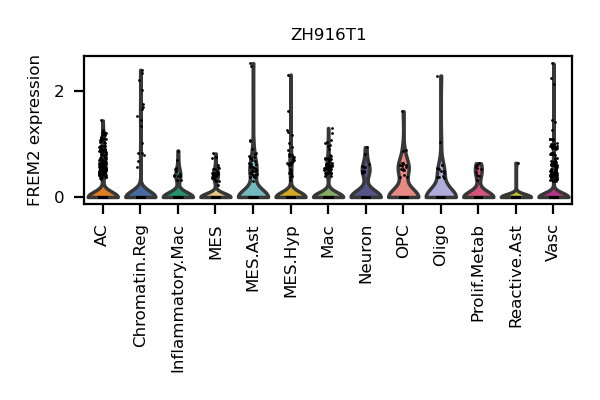 ZH916T1
FREM2 expression
2
0
AC
Chromatin.Reg
Inflammatory.Mac
MES
MES.Ast
MES.Hyp
Mac
Neuron
OPC
Oligo
Prolif.Metab
Reactive.Ast
Vasc